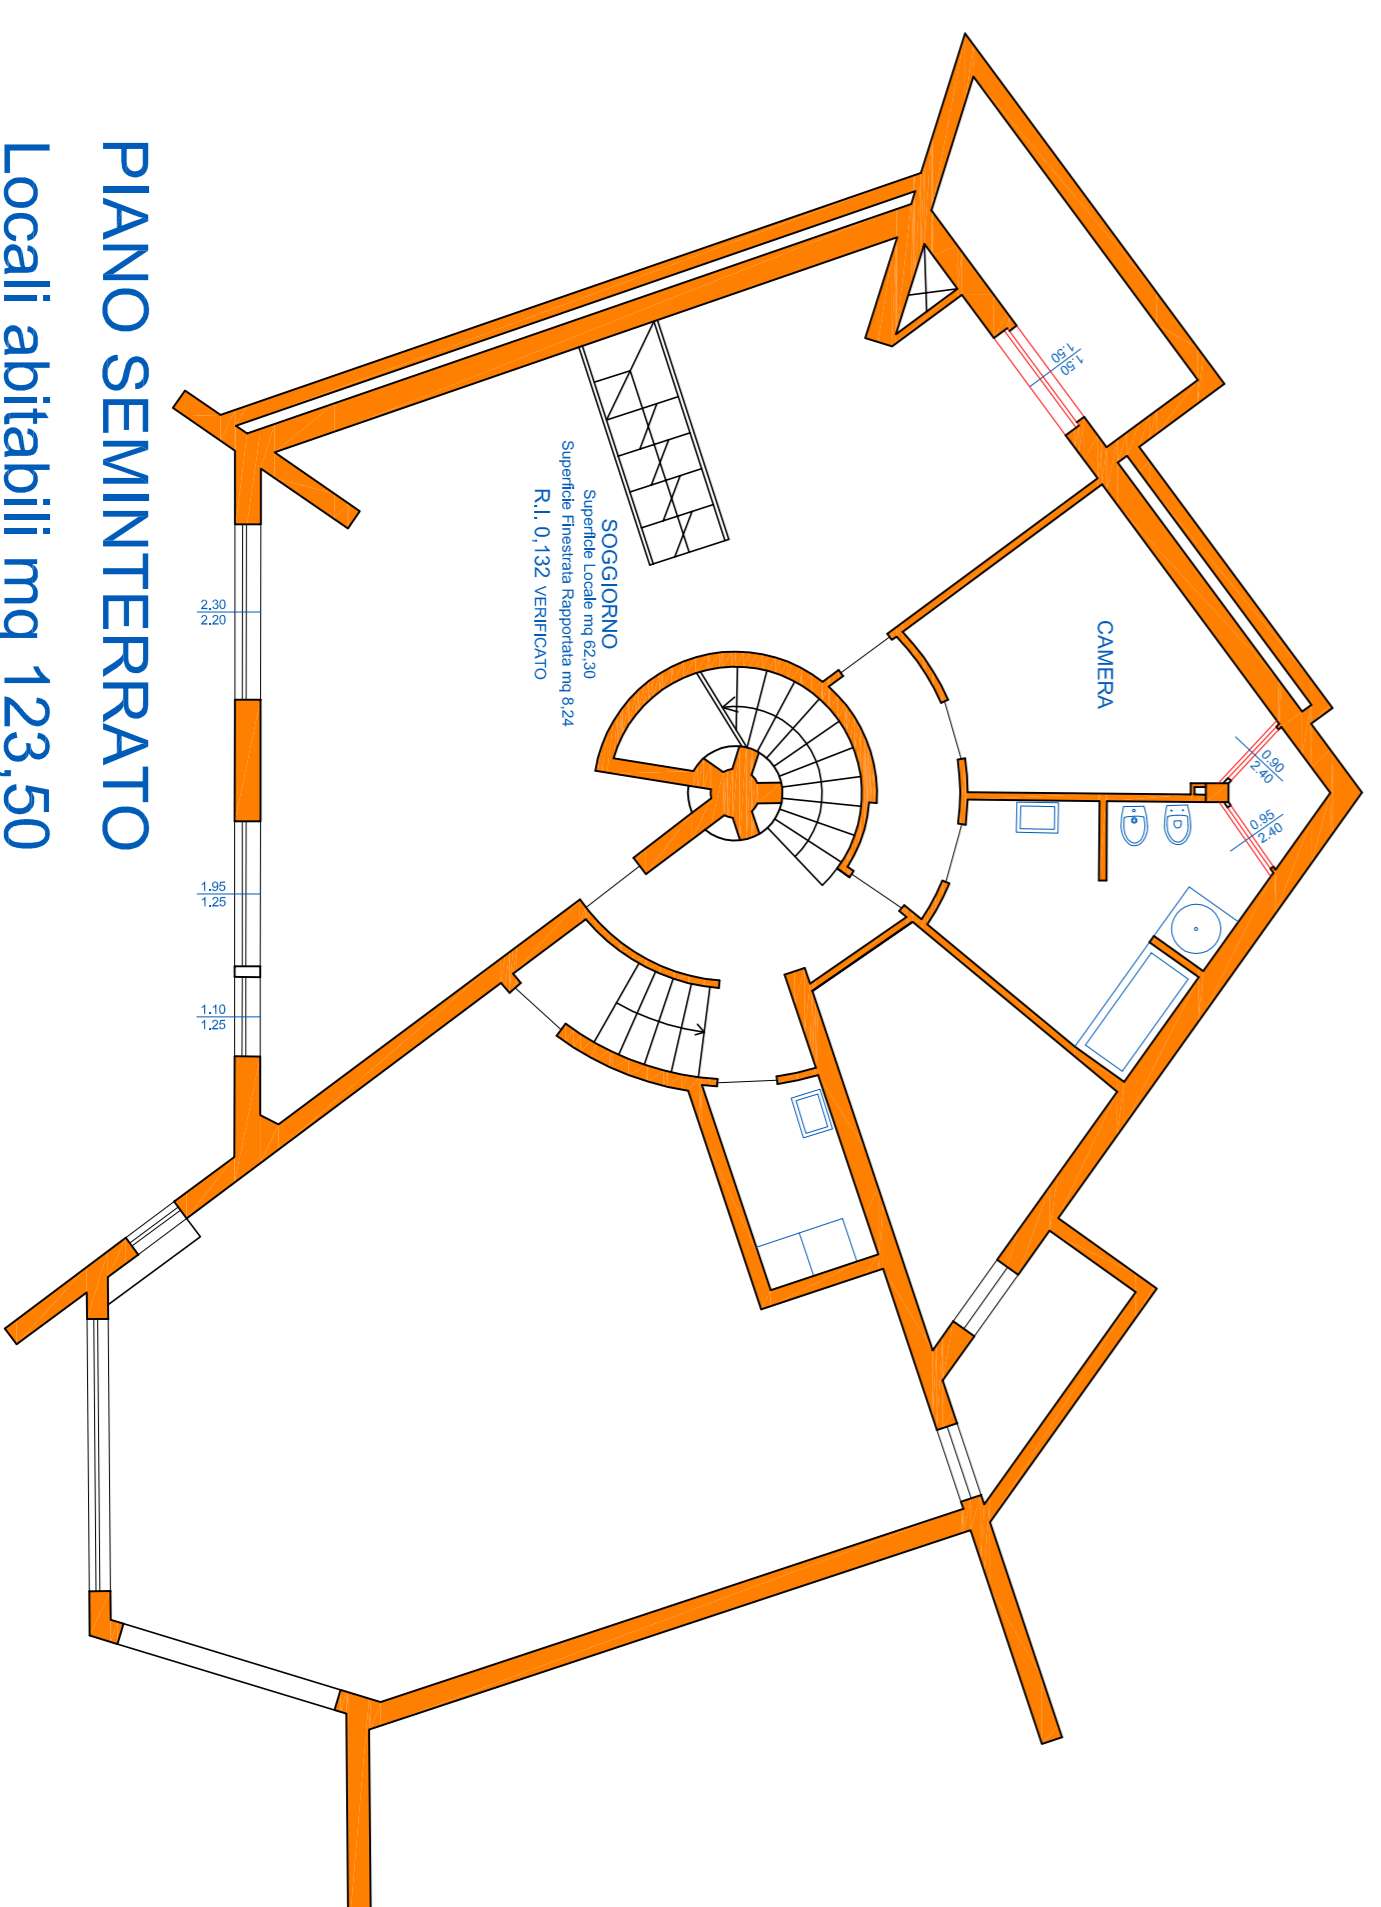 PIANO SEMINTERRATO
Locali abitabili mq 123,50
SOGGIORNO
Superficie Locale mq 62,30
Superficie Finestrata Rapportata mq 8,24
R.I. 0,132 VERIFICATO
CAMERA
1.50
1.50
0.90
2.40
0.95
2.40
2.30
2.20
1.95
1.25
1.10
1.25